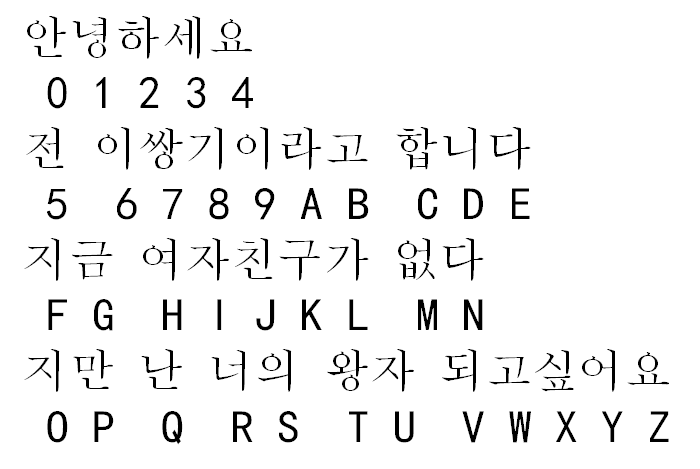 안녕하세요
0 1 2 3 4
전 이쌍기이라고 합니다
5 6 7 8 9 A B C D E
지금 여자친구가 없다
F G H I J K L M N
지만 난 너의 왕자 되고싶어요
O P Q R S T U V W X Y Z